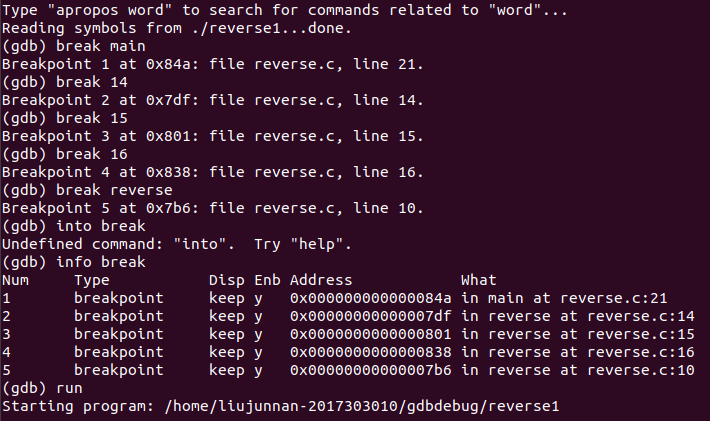 Type "apropos word" to search for commands related to "word"...
Reading symbols from ./reverse1...done.
(gdb) break main
Breakpoint 1 at 0x84a: file reverse.c, line 21.
(gdb) break 14
Breakpoint 2 at 0x7df: file reverse.c, line 14.
(gdb) break 15
Breakpoint 3 at 0x801: file reverse.c, line 15.
(gdb) break 16
Breakpoint 4 at 0x838: file reverse.c, line 16.
(gdb) break reverse
Breakpoint 5 at 0x7b6: file reverse.c, line 10.
(gdb) into break
Undefined command: "into".  Try "help".
(gdb) info break
Num     Type           Disp Enb Address            What
1       breakpoint     keep y   0x000000000000084a in main at reverse.c:21
2       breakpoint     keep y   0x00000000000007df in reverse at reverse.c:14
3       breakpoint     keep y   0x0000000000000801 in reverse at reverse.c:15
4       breakpoint     keep y   0x0000000000000838 in reverse at reverse.c:16
5       breakpoint     keep y   0x00000000000007b6 in reverse at reverse.c:10
(gdb) run
Starting program: /home/liujunnan-2017303010/gdbdebug/reverse1